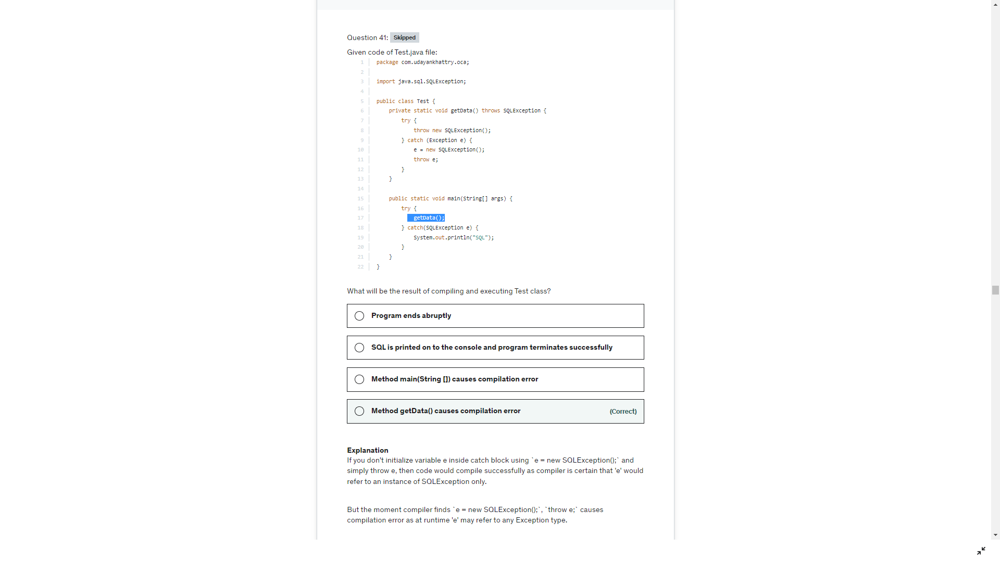 Question 41: Skipped
Given code of Test.java file:
1 package com.udayankhattry.oca;
2
3 import java.sql.SQLException;
4
5 public class Test {
6     private static void getData() throws SQLException {
7         try {
8             throw new SQLException();
9         } catch (Exception e) {
10             e = new SQLException();
11             throw e;
12         }
13     }
14
15     public static void main(String[] args) {
16         try {
17             getData();
18         } catch(SQLException e) {
19             System.out.println("SQL");
20         }
21     }
22 }
What will be the result of compiling and executing Test class?
Program ends abruptly
SQL is printed on to the console and program terminates successfully
Method main(String []) causes compilation error
Method getData() causes compilation error (Correct)
Explanation
If you don't initialize variable e inside catch block using `e = new SQLException();` and
simply throw e, then code would compile successfully as compiler is certain that 'e' would
refer to an instance of SQLException only.
But the moment compiler finds `e = new SQLException();`, `throw e;` causes
compilation error as at runtime 'e' may refer to any Exception type.